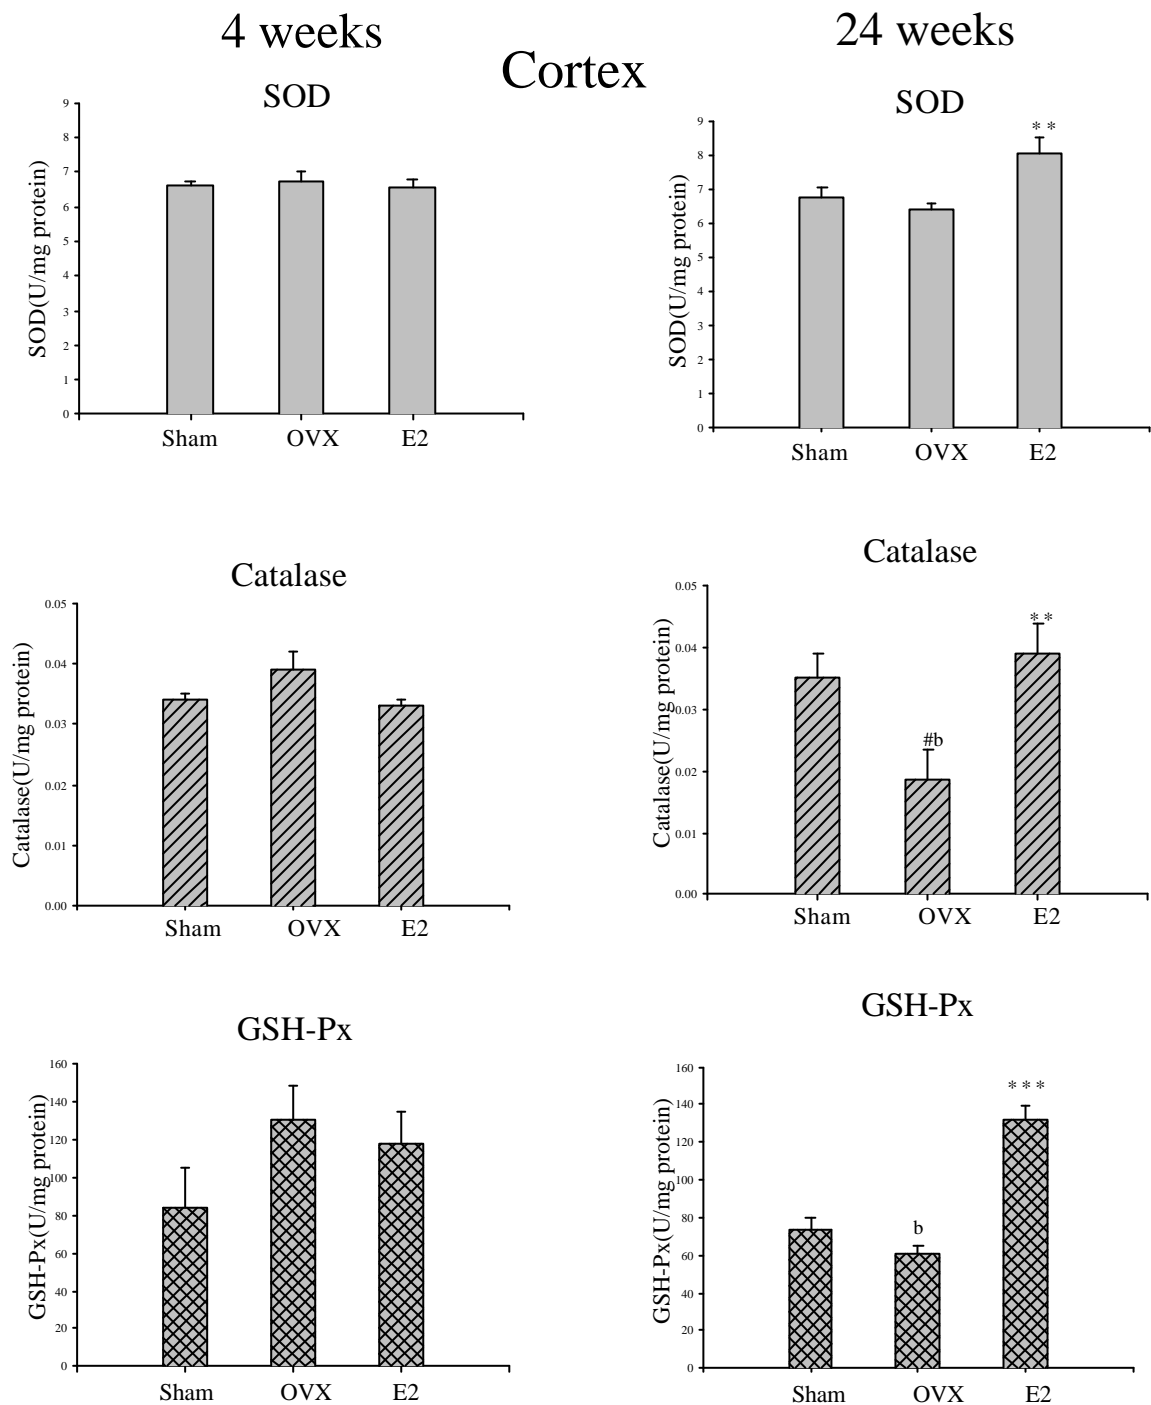 4 weeks
24 weeks
Cortex
SOD
SOD(U/mg protein)
9
8
7
6
5
4
3
2
1
0
Sham OVX E2
SOD
SOD(U/mg protein)
9
8
7
6
5
4
3
2
1
0
**
Sham OVX E2
Catalase
Catalase(U/mg protein)
0.05
0.04
0.03
0.02
0.01
0.00
Sham OVX E2
Catalase
Catalase(U/mg protein)
0.05
0.04
0.03
0.02
0.01
0.00
#b
**
Sham OVX E2
GSH-Px
GSH-Px(U/mg protein)
160
140
120
100
80
60
40
20
0
Sham OVX E2
GSH-Px
GSH-Px(U/mg protein)
160
140
120
100
80
60
40
20
0
b
***
Sham OVX E2